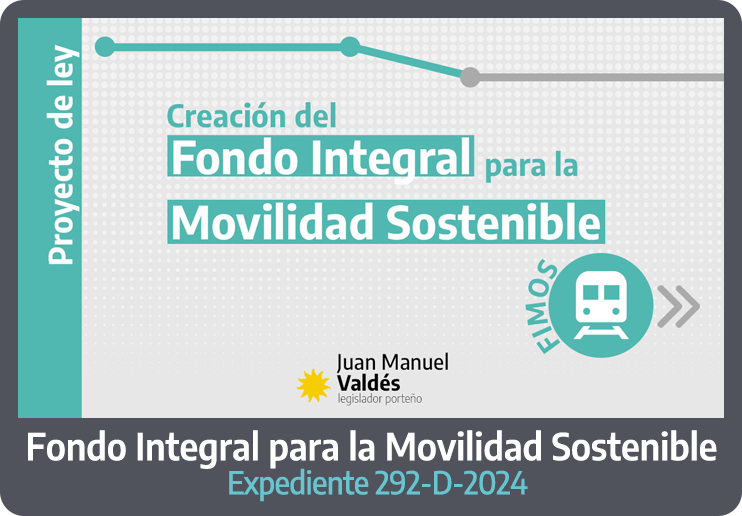 Proyecto de ley
Creación del
Fondo Integral para la
Movilidad Sostenible
FIMOS
Juan Manuel
Valdés
legislador porteño
Fondo Integral para la Movilidad Sostenible
Expediente 292-D-2024